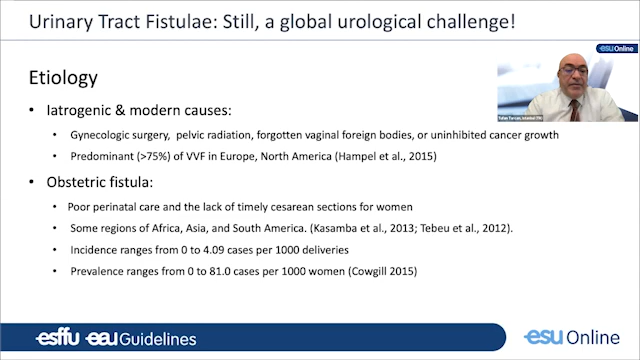 Urinary Tract Fistulae: Still, a global urological challenge!
esu Online
Etiology
• Iatrogenic & modern causes:
• Gynecologic surgery, pelvic radiation, forgotten vaginal foreign bodies, or uninhibited cancer growth
• Predominant (>75%) of VVF in Europe, North America (Hampel et al., 2015)
• Obstetric fistula:
• Poor perinatal care and the lack of timely cesarean sections for women
• Some regions of Africa, Asia, and South America. (Kasamba et al., 2013; Tebeu et al., 2012).
• Incidence ranges from 0 to 4.09 cases per 1000 deliveries
• Prevalence ranges from 0 to 81.0 cases per 1000 women (Cowgill 2015)
esffu eau Guidelines
esu Online